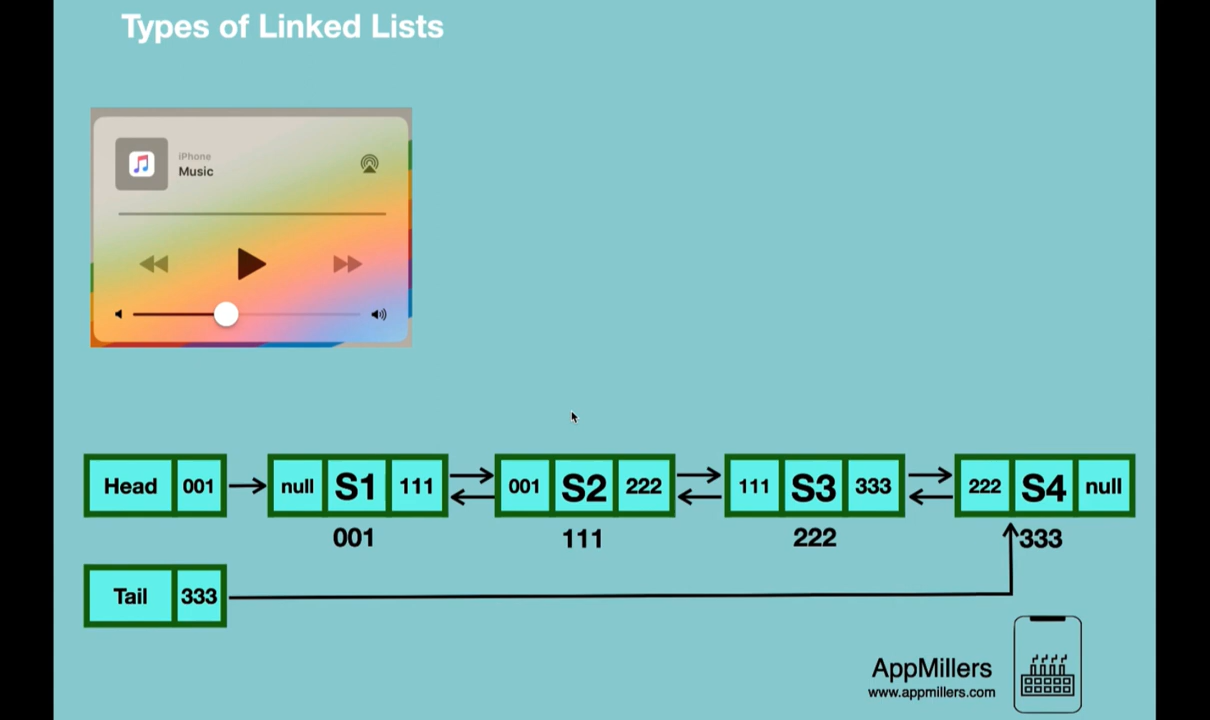 Types of Linked Lists
iPhone
Music
Head 001 null S1 111 001 S2 222 111 S3 333 222 S4 null
001 111 222 333
Tail 333
AppMillers
www.appmillers.com